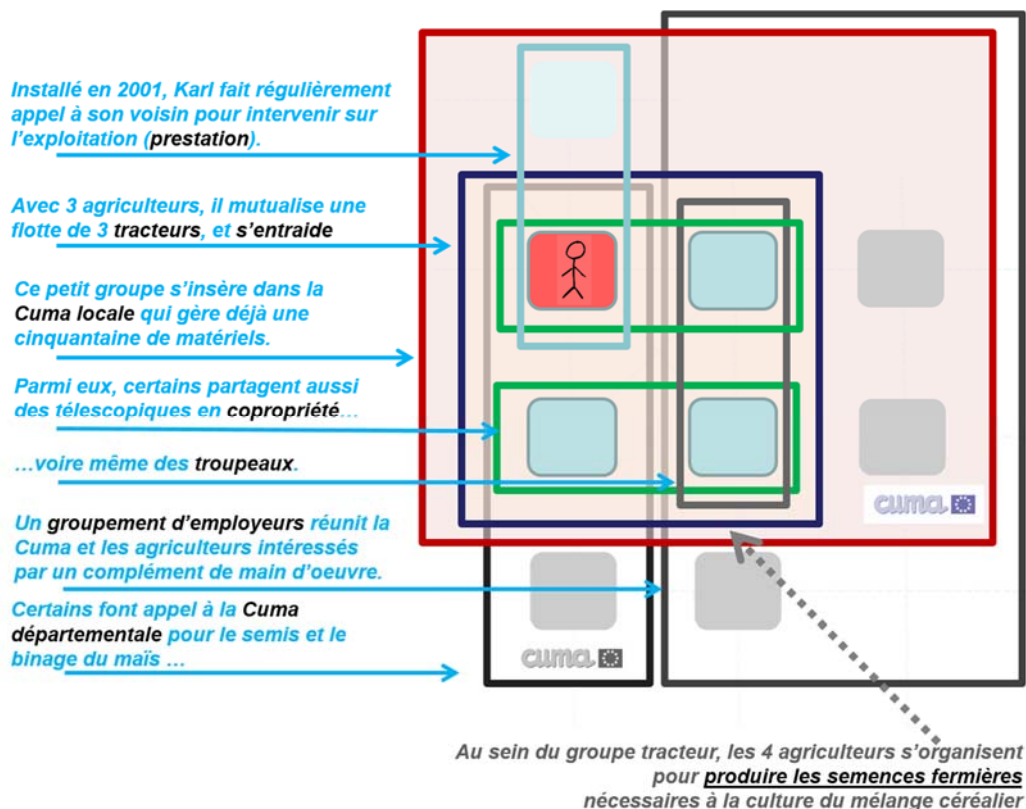 Installé en 2001, Karl fait régulièrement
appel à son voisin pour intervenir sur
l'exploitation (prestation).
Avec 3 agriculteurs, il mutualise une
flotte de 3 tracteurs, et s'entraide
Ce petit groupe s'insère dans la
Cuma locale qui gère déjà une
cinquantaine de matériels.
Parmi eux, certains partagent aussi
des télescopiques en copropriété…
…voire même des troupeaux.
Un groupement d'employeurs réunit la
Cuma et les agriculteurs intéressés
par un complément de main d'oeuvre.
Certains font appel à la Cuma
départementale pour le semis et le
binage du maïs …
cuma
cuma
Au sein du groupe tracteur, les 4 agriculteurs s'organisent
pour produire les semences fermières
nécessaires à la culture du mélange céréalier